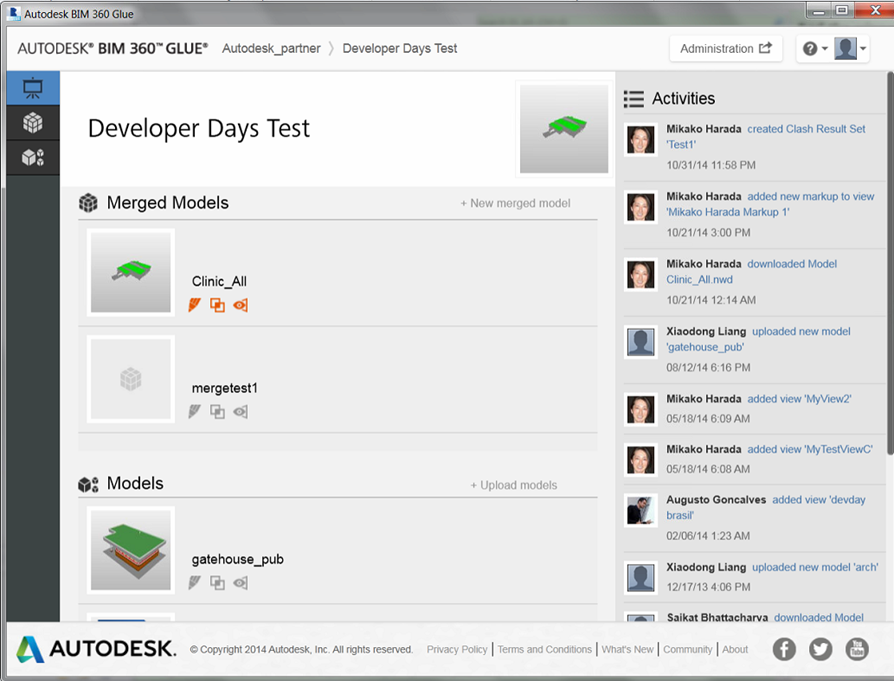 Autodesk BIM 360 Glue
AUTODESK® BIM 360™ GLUE®
Autodesk_partner
Developer Days Test
Administration
Developer Days Test
Merged Models
+ New merged model
Clinic_All
mergetest1
Models
+ Upload models
gatehouse_pub
Activities
Mikako Harada created Clash Result Set
'Test1'
10/31/14 11:58 PM
Mikako Harada added new markup to view
'Mikako Harada Markup 1'
10/21/14 3:00 PM
Mikako Harada downloaded Model
Clinic_All.nwd
10/21/14 12:14 AM
Xiaodong Liang uploaded new model
'gatehouse_pub'
08/12/14 6:16 PM
Mikako Harada added view 'MyView2'
05/18/14 6:09 AM
Mikako Harada added view 'MyTestViewC'
05/18/14 6:08 AM
Augusto Goncalves added view 'devday
brasil'
02/06/14 1:23 AM
Xiaodong Liang uploaded new model 'arch'
12/17/13 4:06 PM
Saikat Bhattacharya downloaded Model
AUTODESK.
© Copyright 2014 Autodesk, Inc. All rights reserved.
Privacy Policy | Terms and Conditions | What's New | Community | About
You
Tube